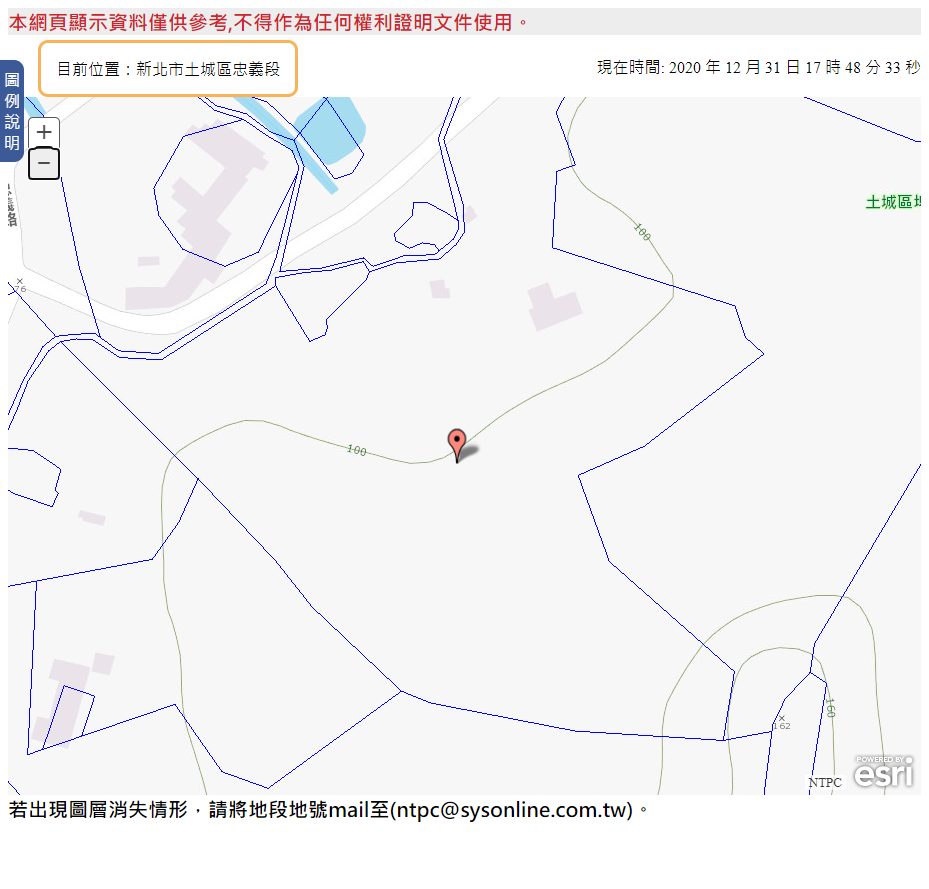 本網頁顯示資料僅供參考,不得作為任何權利證明文件使用。
目前位置：新北市土城區忠義段
現在時間: 2020 年 12 月 31 日 17 時 48 分 33 秒
圖例說明
+
−
土城區
100
76
100
160
162
POWERED BY
esri
NTPC
若出現圖層消失情形，請將地段地號mail至(ntpc@sysonline.com.tw)。